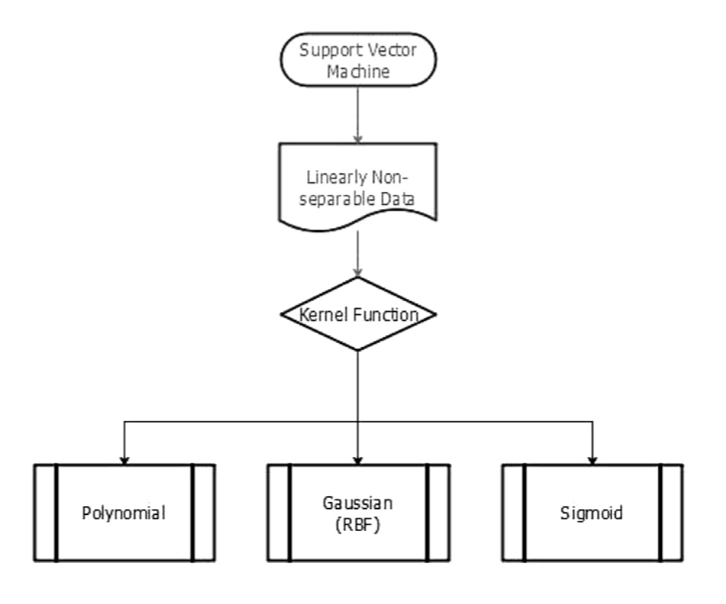 Support Vector
Machine
Linearly Non-
separable Data
Kernel Function
Polynomial
Gaussian
(RBF)
Sigmoid